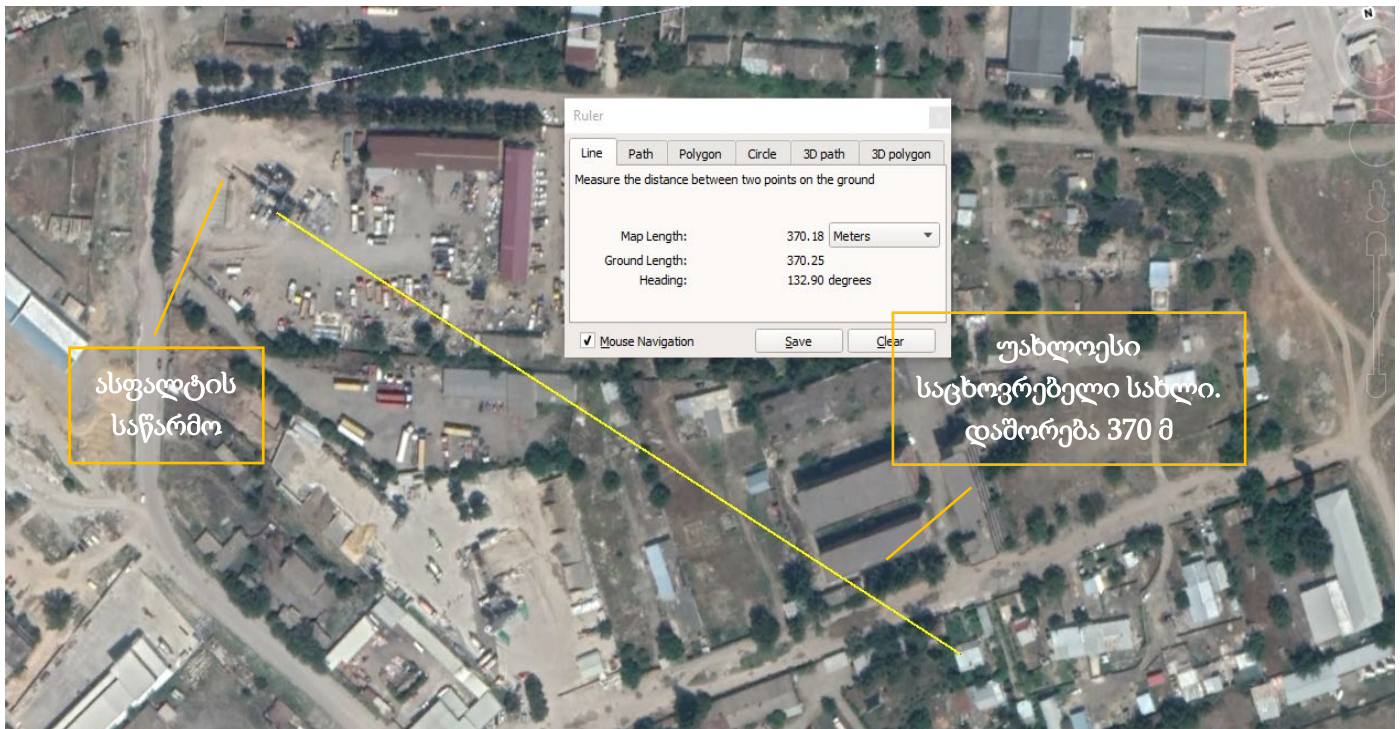 N
Ruler
Line Path Polygon Circle 3D path 3D polygon
Measure the distance between two points on the ground
Map Length: 370.18 Meters
Ground Length: 370.25
Heading: 132.90 degrees
Mouse Navigation Save Clear
უახლოესი
საცხოვრებელი სახლი.
დაშორება 370 მ
ასფალტის
საწარმო